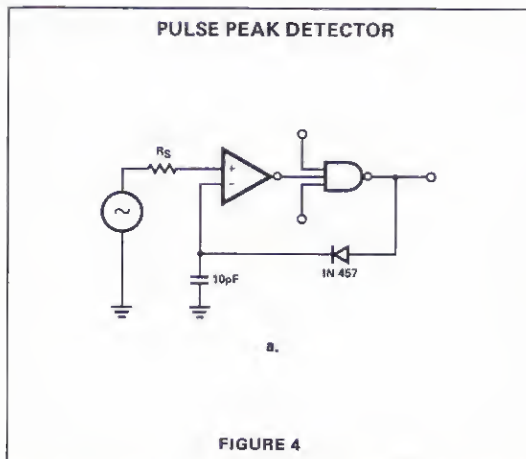 PULSE PEAK DETECTOR
RS
+
−
10pF
IN 457
a.
FIGURE 4